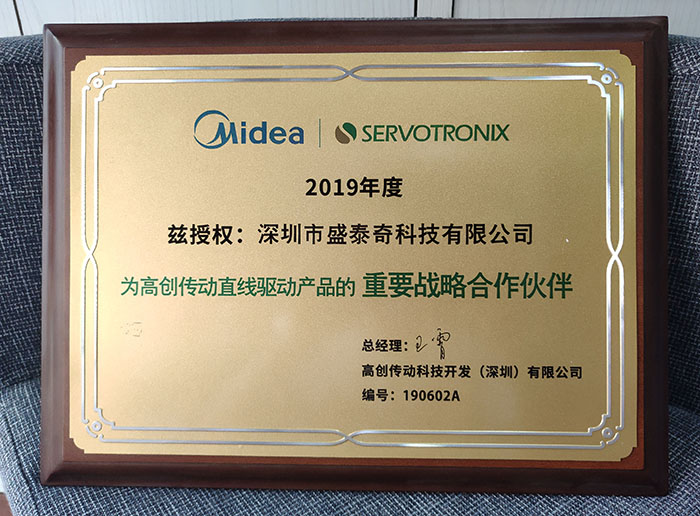 Midea | SERVOTRONIX
2019年度
兹授权：深圳市盛泰奇科技有限公司
为高创传动直线驱动产品的 重要战略合作伙伴
总经理：
高创传动科技开发（深圳）有限公司
编号：190602A